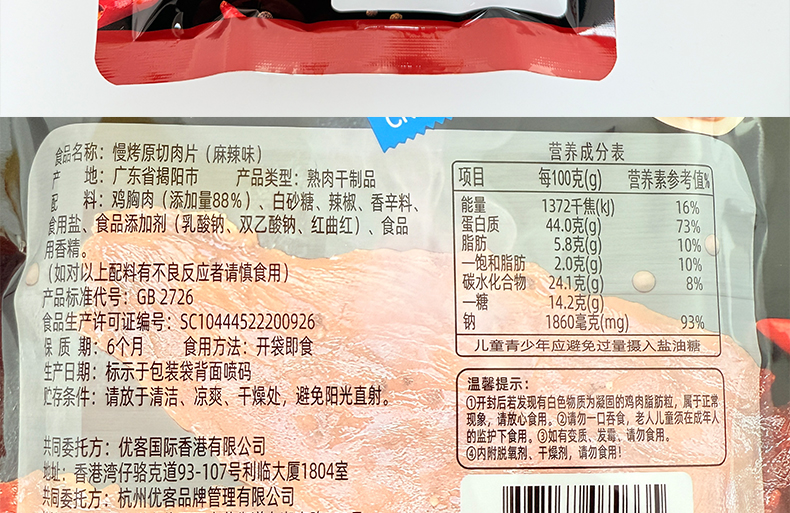 食品名称：慢烤原切肉片（麻辣味）
产　　地：广东省揭阳市　　产品类型：熟肉干制品
配　　料：鸡胸肉（添加量88%）、白砂糖、辣椒、香辛料、
食用盐、食品添加剂（乳酸钠、双乙酸钠、红曲红）、食品
用香精。
（如对以上配料有不良反应者请慎食用）
产品标准代号：GB 2726
食品生产许可证编号：SC10444522200926
保 质 期：6个月　　食用方法：开袋即食
生产日期：标示于包装袋背面喷码
贮存条件：请放于清洁、凉爽、干燥处，避免阳光直射。
共同委托方：优客国际香港有限公司
地址：香港湾仔骆克道93-107号利临大厦1804室
共同委托方：杭州优客品牌管理有限公司
营养成分表
项目　每100克(g)　营养素参考值%
能量　1372千焦(kJ)　16%
蛋白质　44.0克(g)　73%
脂肪　5.8克(g)　10%
—饱和脂肪　2.0克(g)　10%
碳水化合物　24.1克(g)　8%
—糖　14.2克(g)
钠　1860毫克(mg)　93%
儿童青少年应避免过量摄入盐油糖
温馨提示：
①开封后若发现有白色物质为凝固的鸡肉脂肪粒，属于正常
现象，请放心食用。②请勿一口吞食，老人儿童须在成年人
的监护下食用。③如有变质、发霉、请勿食用。
④内附脱氧剂、干燥剂，请勿食用！